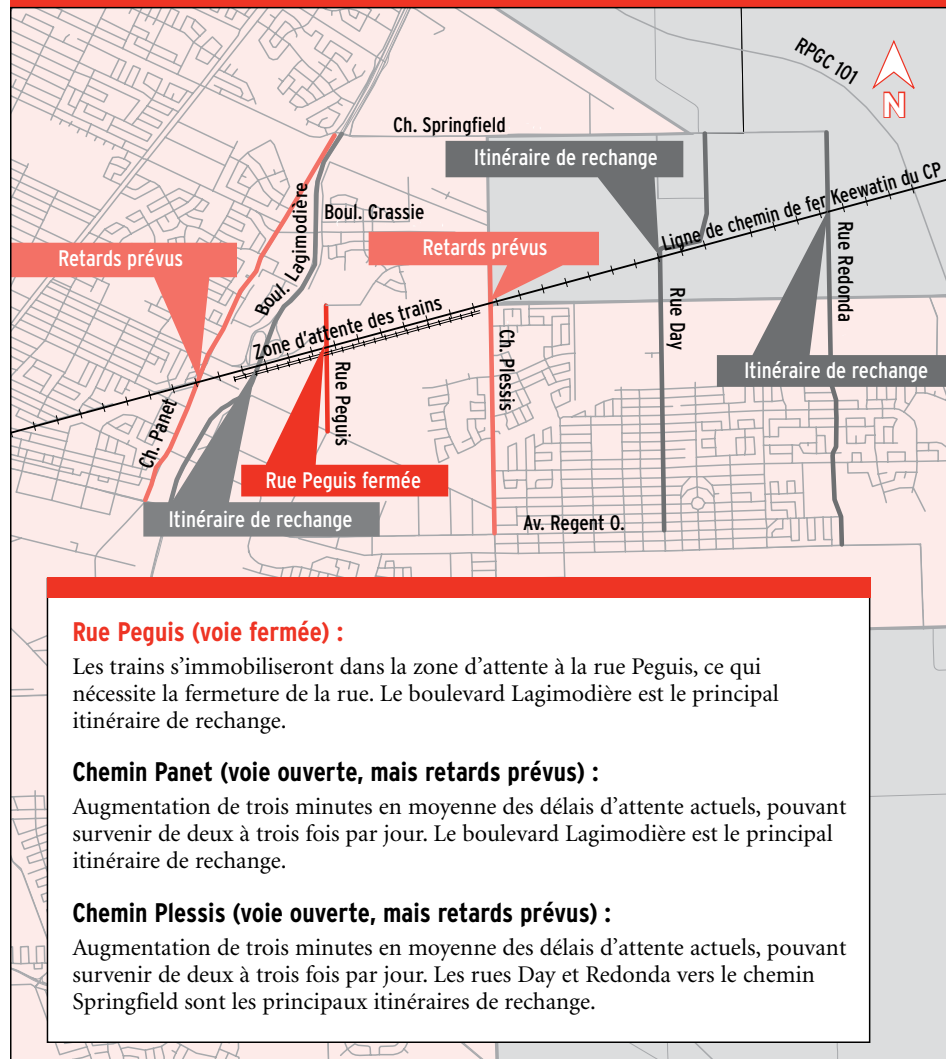 RPGC 101
N
Ch. Springfield
Itinéraire de rechange
Ligne de chemin de fer Keewatin du CP
Boul. Lagimodière
Boul. Grassie
Retards prévus
Retards prévus
Rue Redonda
Rue Day
Zone d'attente des trains
Ch. Plessis
Rue Peguis
Itinéraire de rechange
Ch. Panet
Rue Peguis fermée
Itinéraire de rechange
Av. Regent O.
Rue Peguis (voie fermée) :
Les trains s'immobiliseront dans la zone d'attente à la rue Peguis, ce qui
nécessite la fermeture de la rue. Le boulevard Lagimodière est le principal
itinéraire de rechange.
Chemin Panet (voie ouverte, mais retards prévus) :
Augmentation de trois minutes en moyenne des délais d'attente actuels, pouvant
survenir de deux à trois fois par jour. Le boulevard Lagimodière est le principal
itinéraire de rechange.
Chemin Plessis (voie ouverte, mais retards prévus) :
Augmentation de trois minutes en moyenne des délais d'attente actuels, pouvant
survenir de deux à trois fois par jour. Les rues Day et Redonda vers le chemin
Springfield sont les principaux itinéraires de rechange.